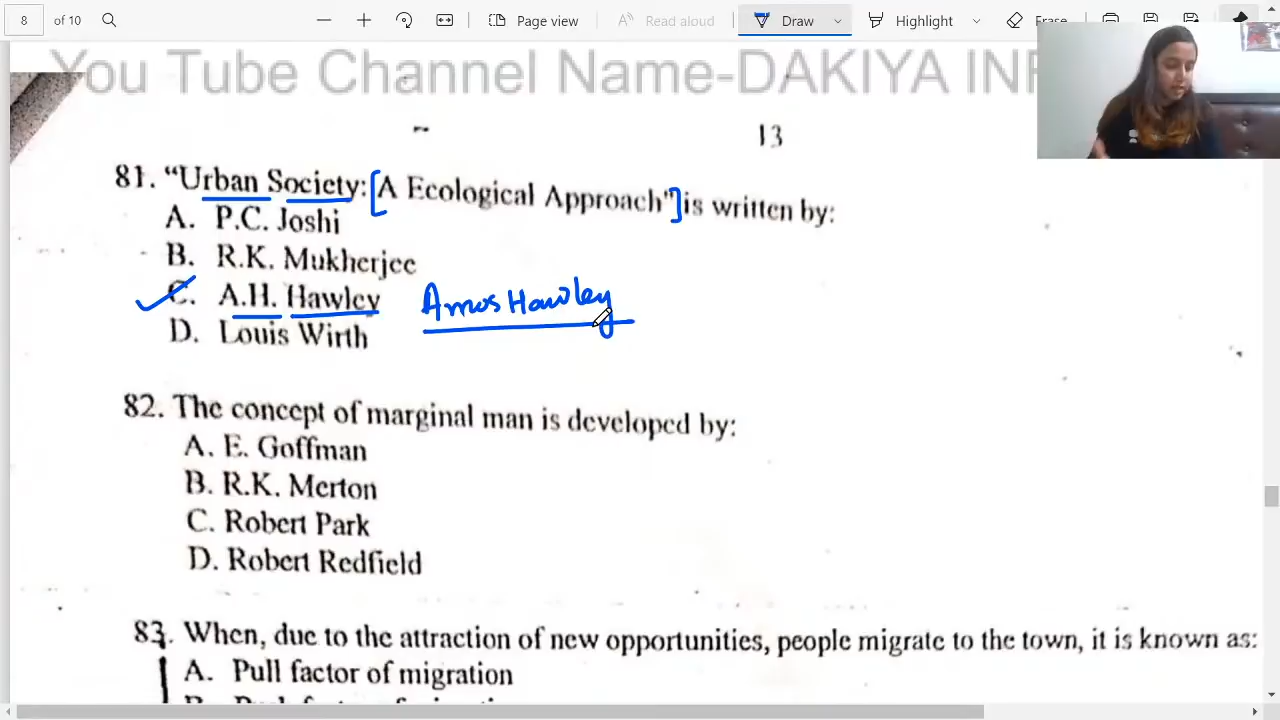 8 of 10 Page view Read aloud Draw Highlight Erase
You Tube Channel Name-DAKIYA
13
81. “Urban Society: [A Ecological Approach"] is written by:
A. P.C. Joshi
B. R.K. Mukherjee
C. A.H. Hawley Amos Hawley
D. Louis Wirth
82. The concept of marginal man is developed by:
A. E. Goffman
B. R.K. Merton
C. Robert Park
D. Robert Redfield
83. When, due to the attraction of new opportunities, people migrate to the town, it is known as:
A. Pull factor of migration